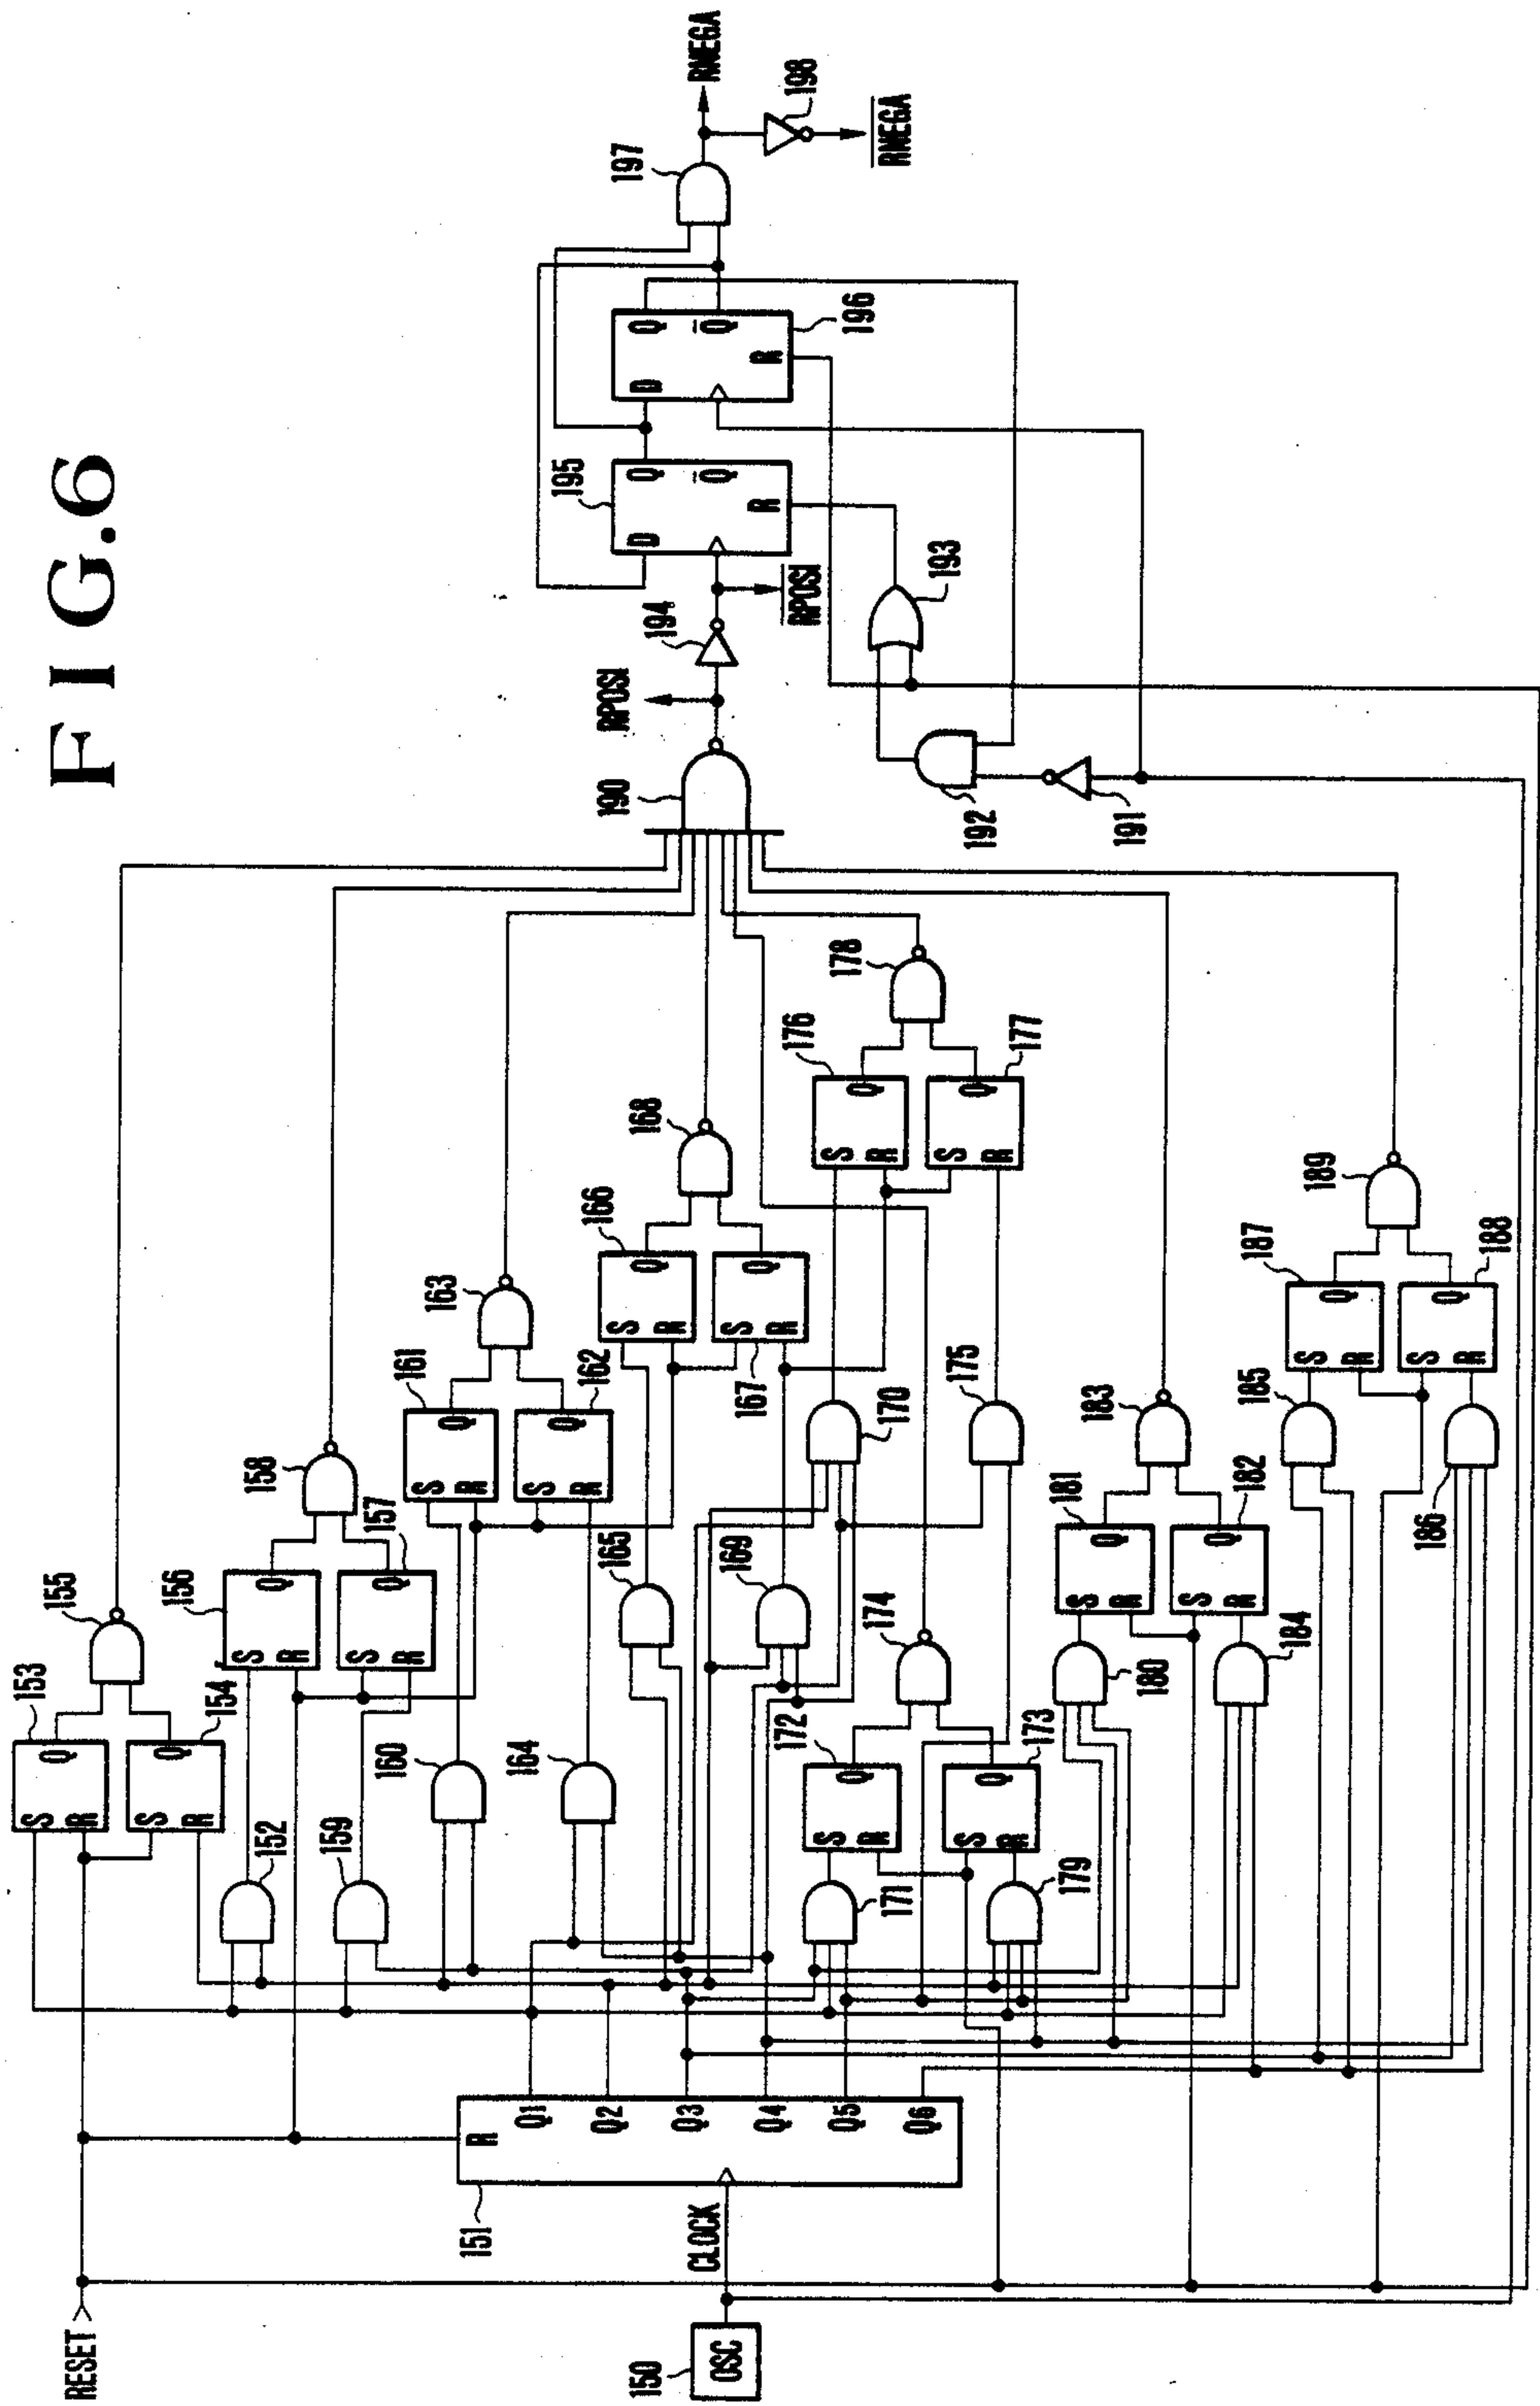 FIG.6
RESET
153
S
R
Q
154
S
R
Q
155
152
156
S
R
Q
157
S
R
Q
158
159
160
161
S
R
Q
162
S
R
Q
163
164
165
166
S
R
Q
167
S
R
Q
168
169
170
150
OSC
CLOCK
151
R
Q1
Q2
Q3
Q4
Q5
Q6
171
172
S
R
Q
173
S
R
Q
174
175
176
S
R
Q
177
S
R
Q
178
179
180
181
S
R
Q
182
S
R
Q
183
184
185
186
187
S
R
Q
188
S
R
Q
189
190
RPOSI
194
RPOSI
191
192
193
195
D
Q
Q
R
196
D
Q
Q
R
197
RNEGA
198
RNEGA